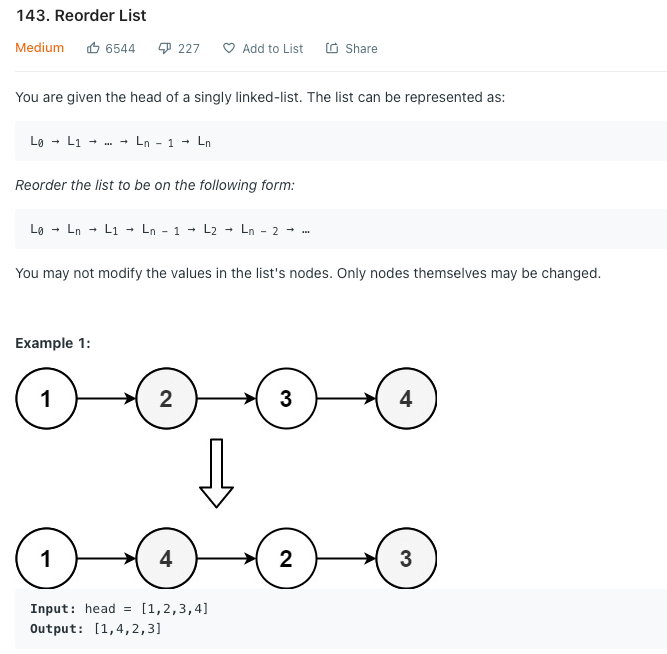 143. Reorder List
Medium 6544 227 Add to List Share
You are given the head of a singly linked-list. The list can be represented as:
L0 → L1 → … → Ln - 1 → Ln
Reorder the list to be on the following form:
L0 → Ln → L1 → Ln - 1 → L2 → Ln - 2 → …
You may not modify the values in the list's nodes. Only nodes themselves may be changed.
Example 1:
1 2 3 4
1 4 2 3
Input: head = [1,2,3,4]
Output: [1,4,2,3]